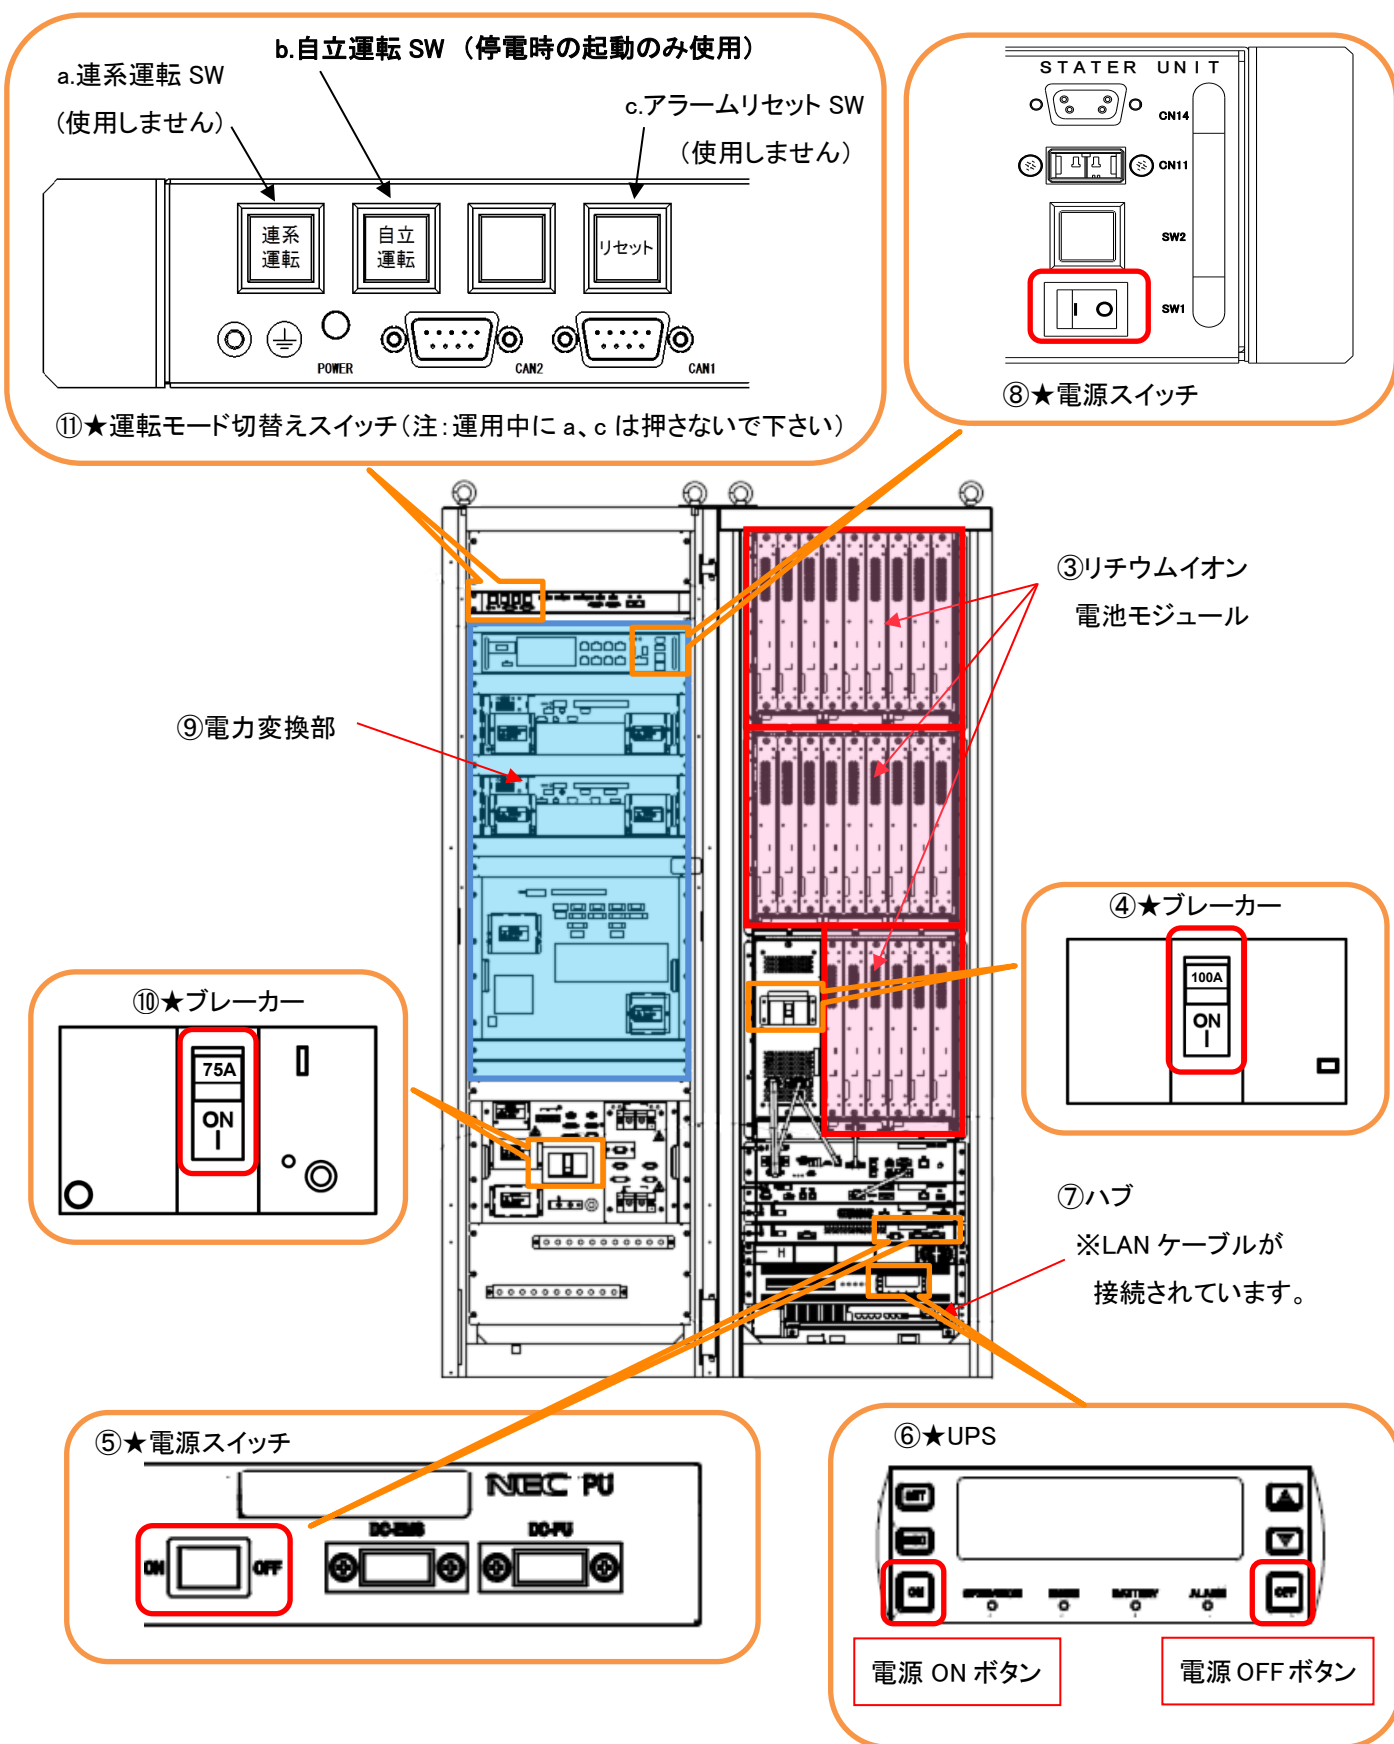 b.自立運転 SW （停電時の起動のみ使用）
a.連系運転 SW
（使用しません）
c.アラームリセット SW
（使用しません）
連系
運転
自立
運転
リセット
POWER
CAN2
CAN1
⑪★運転モード切替えスイッチ（注：運用中に a、c は押さないで下さい）
STATER UNIT
CN14
CN11
SW2
SW1
⑧★電源スイッチ
③リチウムイオン
電池モジュール
⑨電力変換部
④★ブレーカー
100A
ON
⑩★ブレーカー
75A
ON
⑦ハブ
※LAN ケーブルが
接続されています。
H
⑤★電源スイッチ
NEC PU
DC-EMS
DC-PU
ON
OFF
⑥★UPS
ON
BATTERY
ALARM
OFF
電源 ON ボタン
電源 OFF ボタン